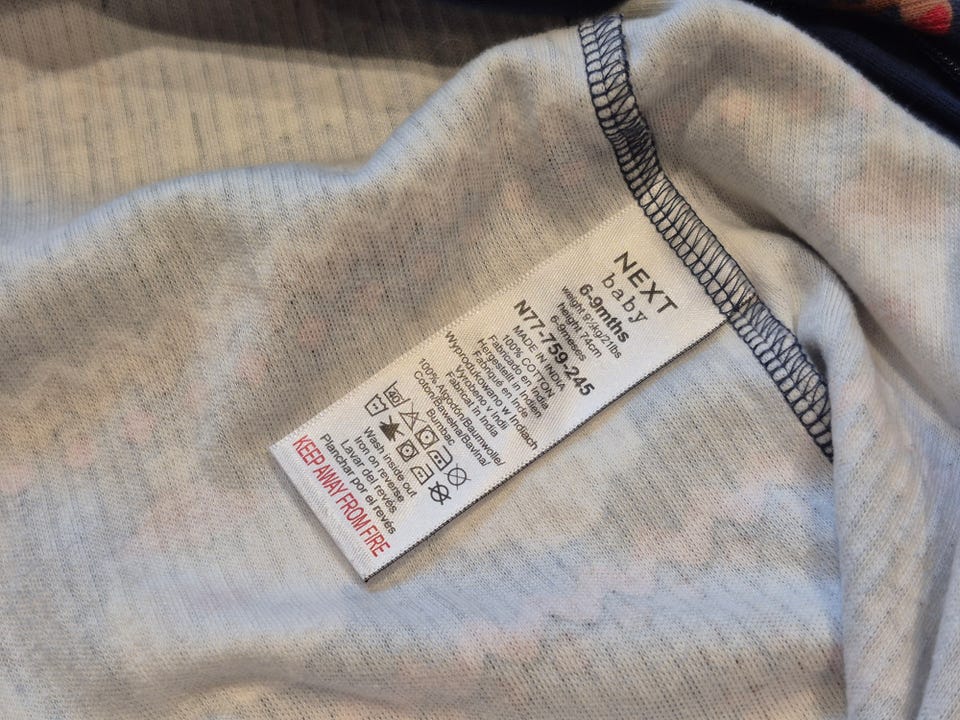 NEXT
baby
6-9mths
weight 9½kg/21lbs
height 74cm
6-9meses
N77-759-245
MADE IN INDIA
100% COTTON
Fabricado en India
Hergestellt in Indien
Fabriqué en Inde
Wyprodukowano w Indiach
Vyrobeno v Indii
Fabricat în India
100% Algodón/Baumwolle/
Coton/Bawełna/Bavlna/
Bumbac
40
Wash inside out
Iron on reverse
Lavar del revés
Planchar por el revés
KEEP AWAY FROM FIRE